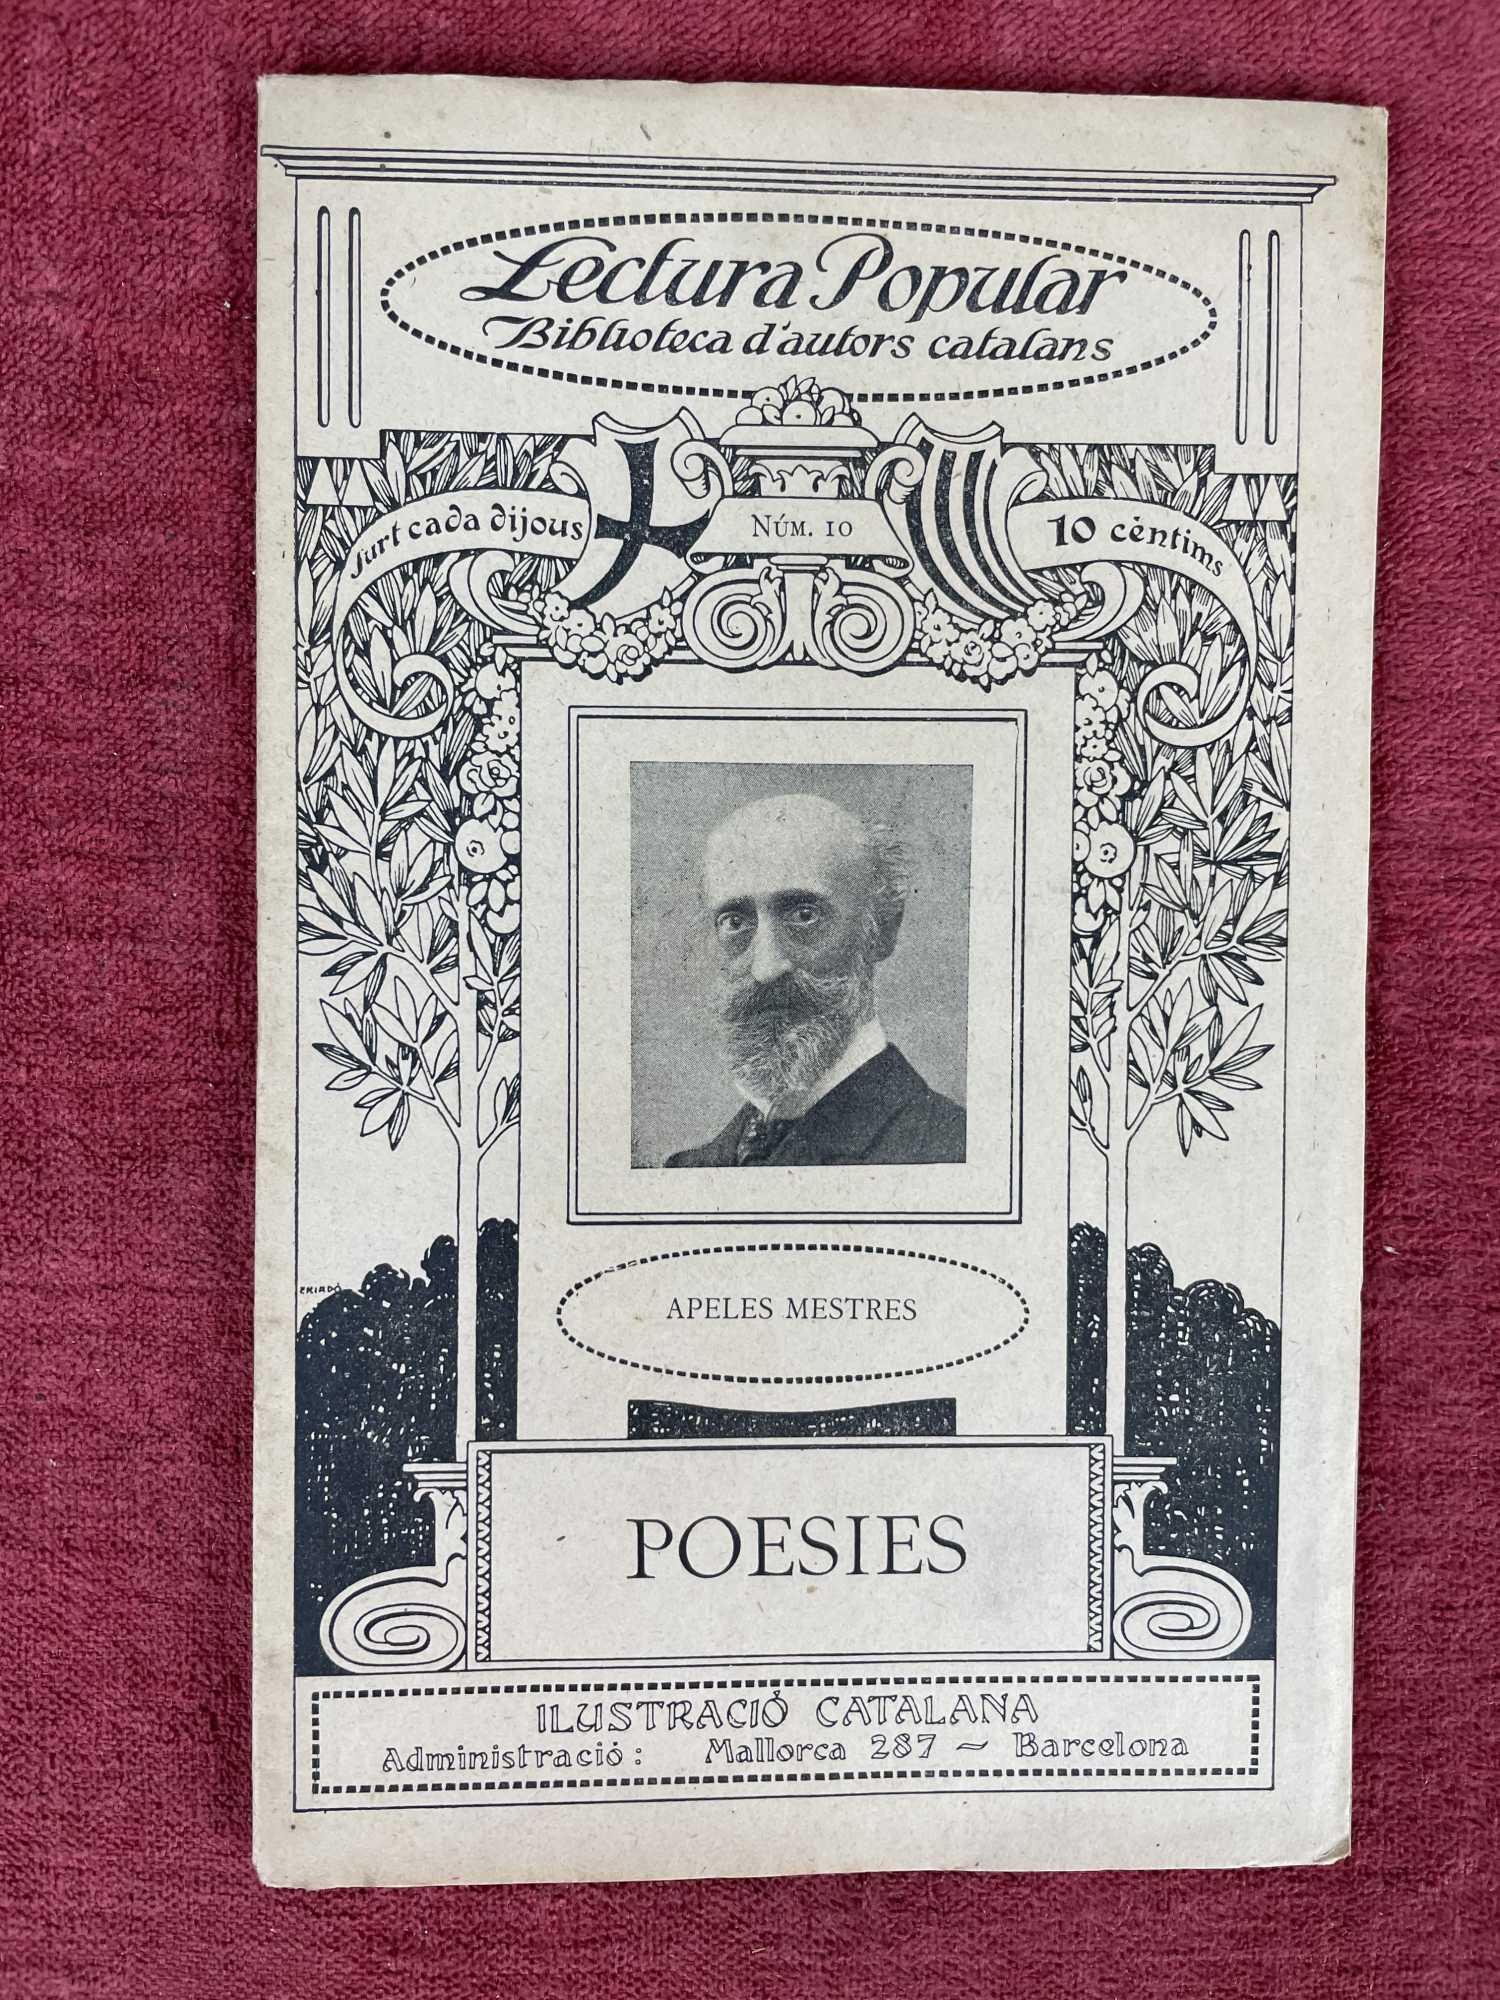 Lectura Popular
Biblioteca d'autors catalans
surt cada dijous
NÚM. 10
10 cèntims
APELES MESTRES
POESIES
ILUSTRACIÓ CATALANA
Administració: Mallorca 287 ~ Barcelona